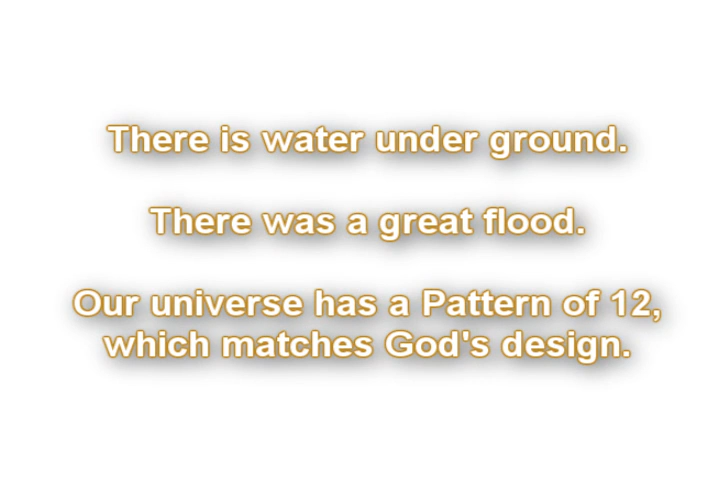 There is water under ground.
There was a great flood.
Our universe has a Pattern of 12,
which matches God's design.